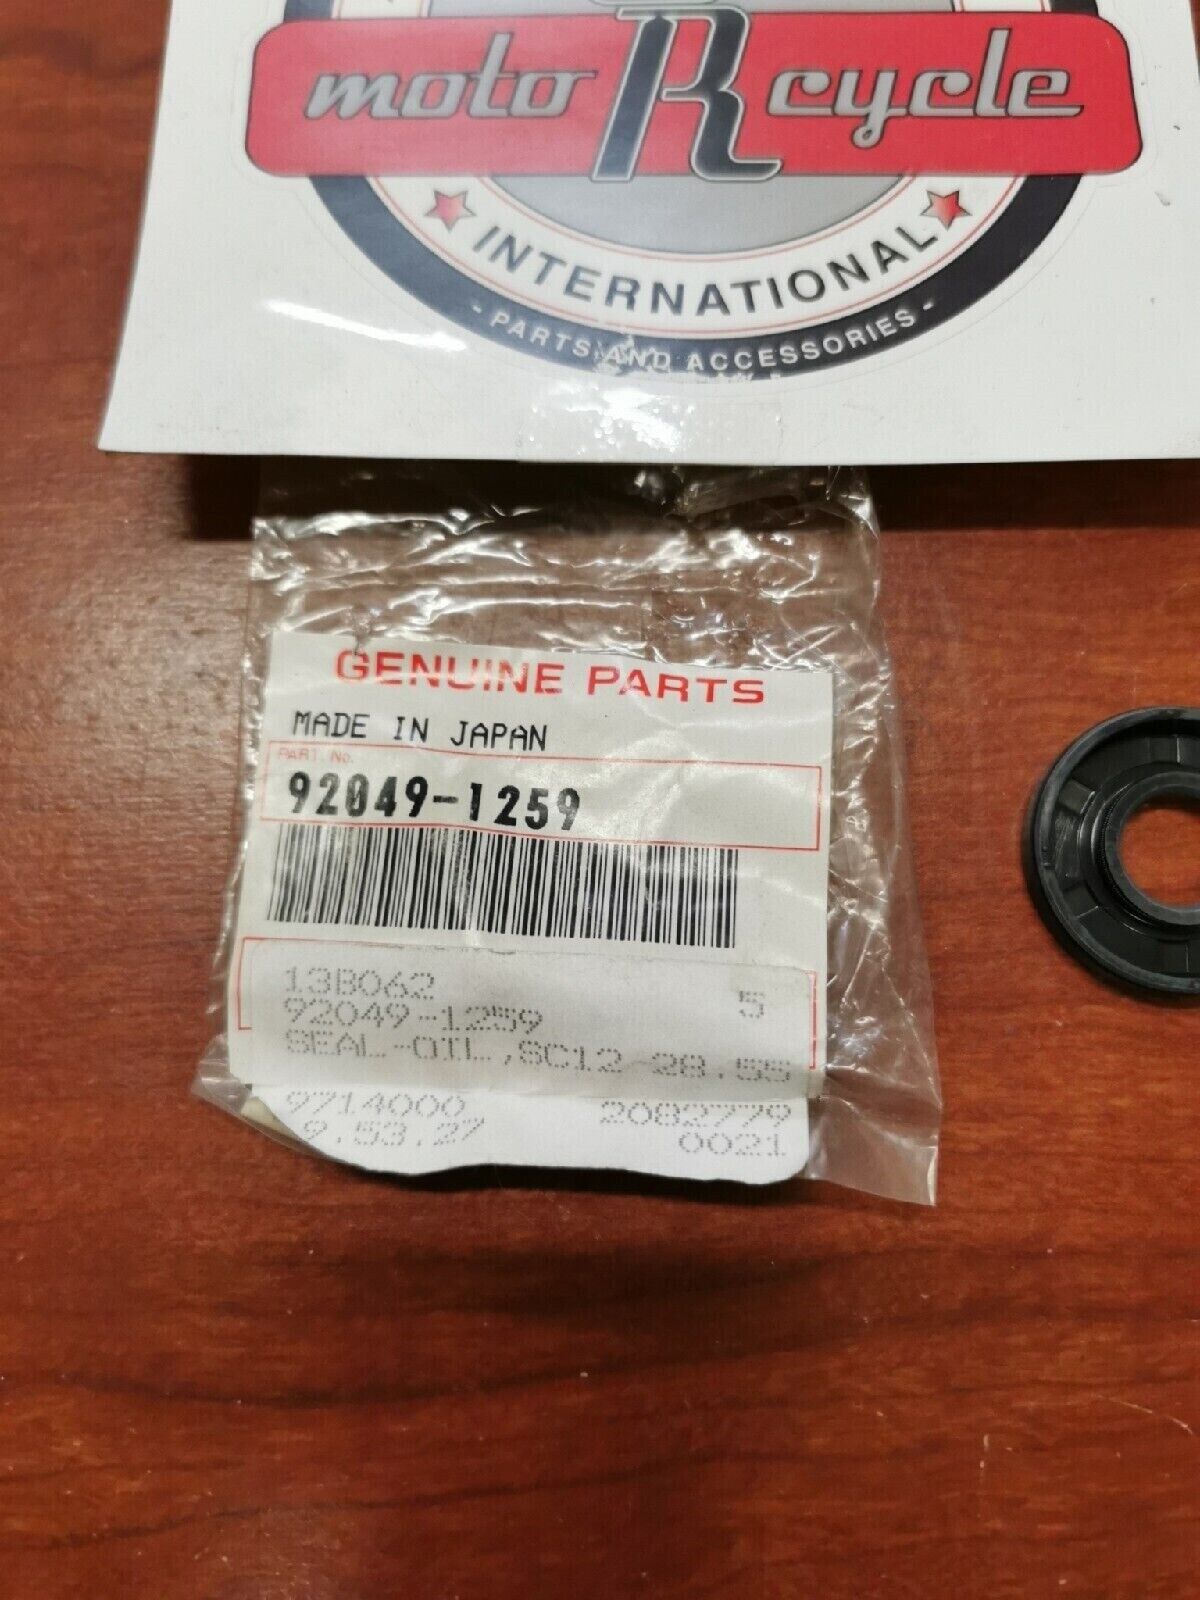 moto R cycle
INTERNATIONAL
- PARTS AND ACCESSORIES -
GENUINE PARTS
MADE IN JAPAN
PART. No.
92049-1259
13B062 5
92049-1259
SEAL-OIL,SC12-28.55
9714000 2082779
9.53.27 0021